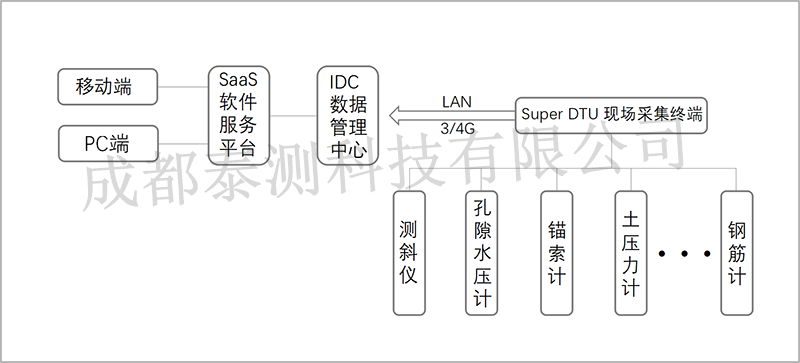 移动端
PC端
SaaS
软件
服务
平台
IDC
数据
管理
中心
LAN
3/4G
Super DTU 现场采集终端
成都泰测科技有限公司
测斜仪
孔隙水压计
锚索计
土压力计
钢筋计